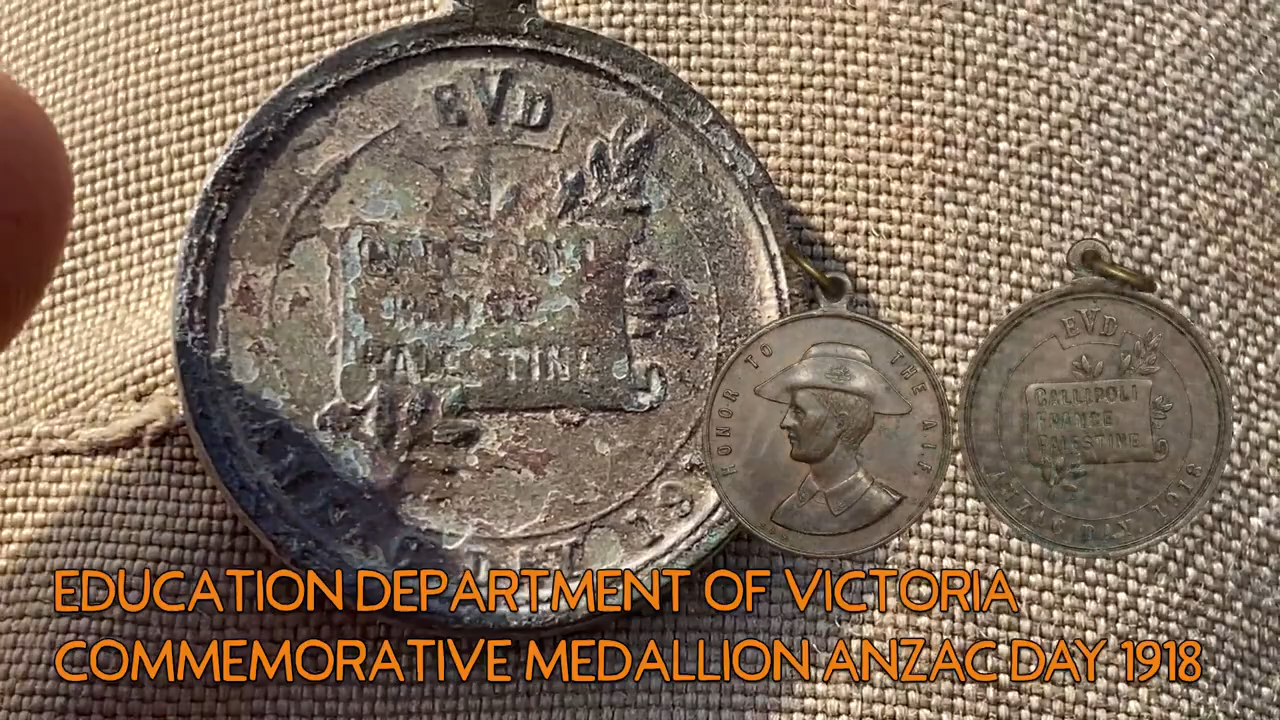 EVD
PALESTINE
HONOR TO THE A.I.F
EVD
GALLIPOLI
FRANCE
PALESTINE
ANZAC DAY. 1918
EDUCATION DEPARTMENT OF VICTORIA
COMMEMORATIVE MEDALLION ANZAC DAY 1918